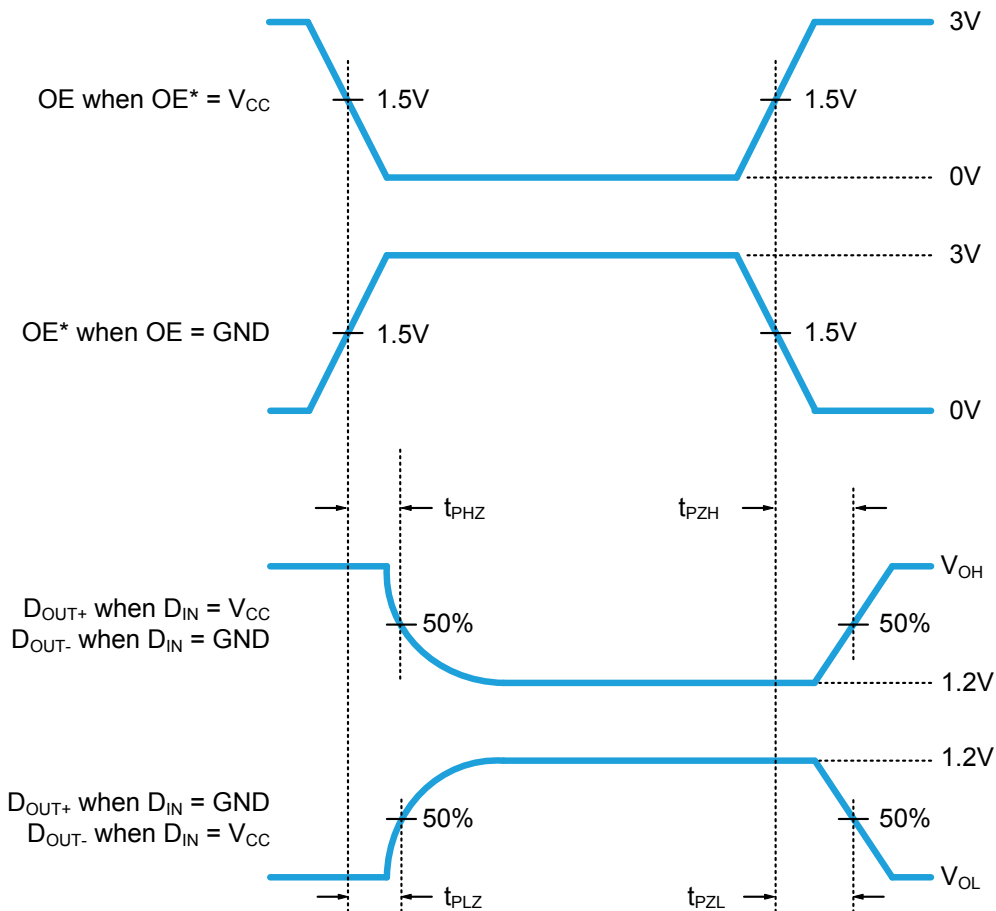 3V
OE when OE* = VCC
1.5V
1.5V
0V
3V
OE* when OE = GND
1.5V
1.5V
0V
tPHZ
tPZH
VOH
DOUT+ when DIN = VCC
DOUT- when DIN = GND
50%
50%
1.2V
1.2V
DOUT+ when DIN = GND
DOUT- when DIN = VCC
50%
50%
VOL
tPLZ
tPZL